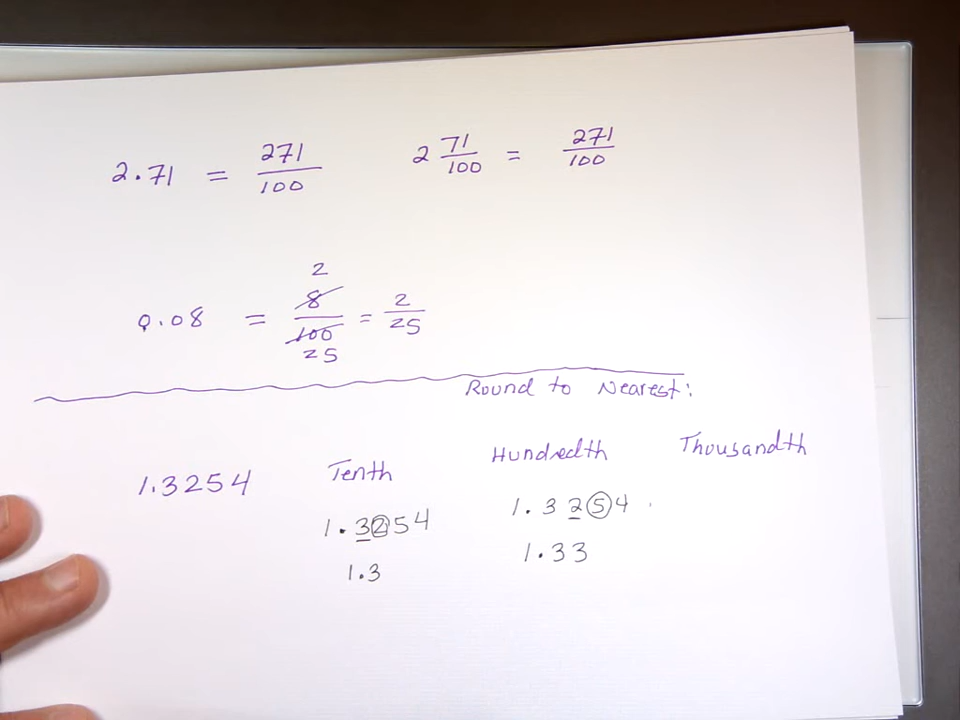 2.71 = 271/100    2 71/100 = 271/100
2
0.08 = 8/100 = 2/25
25
Round to Nearest:
1.3254    Tenth    Hundredth    Thousandth
1.3254    1.3254
1.3    1.33